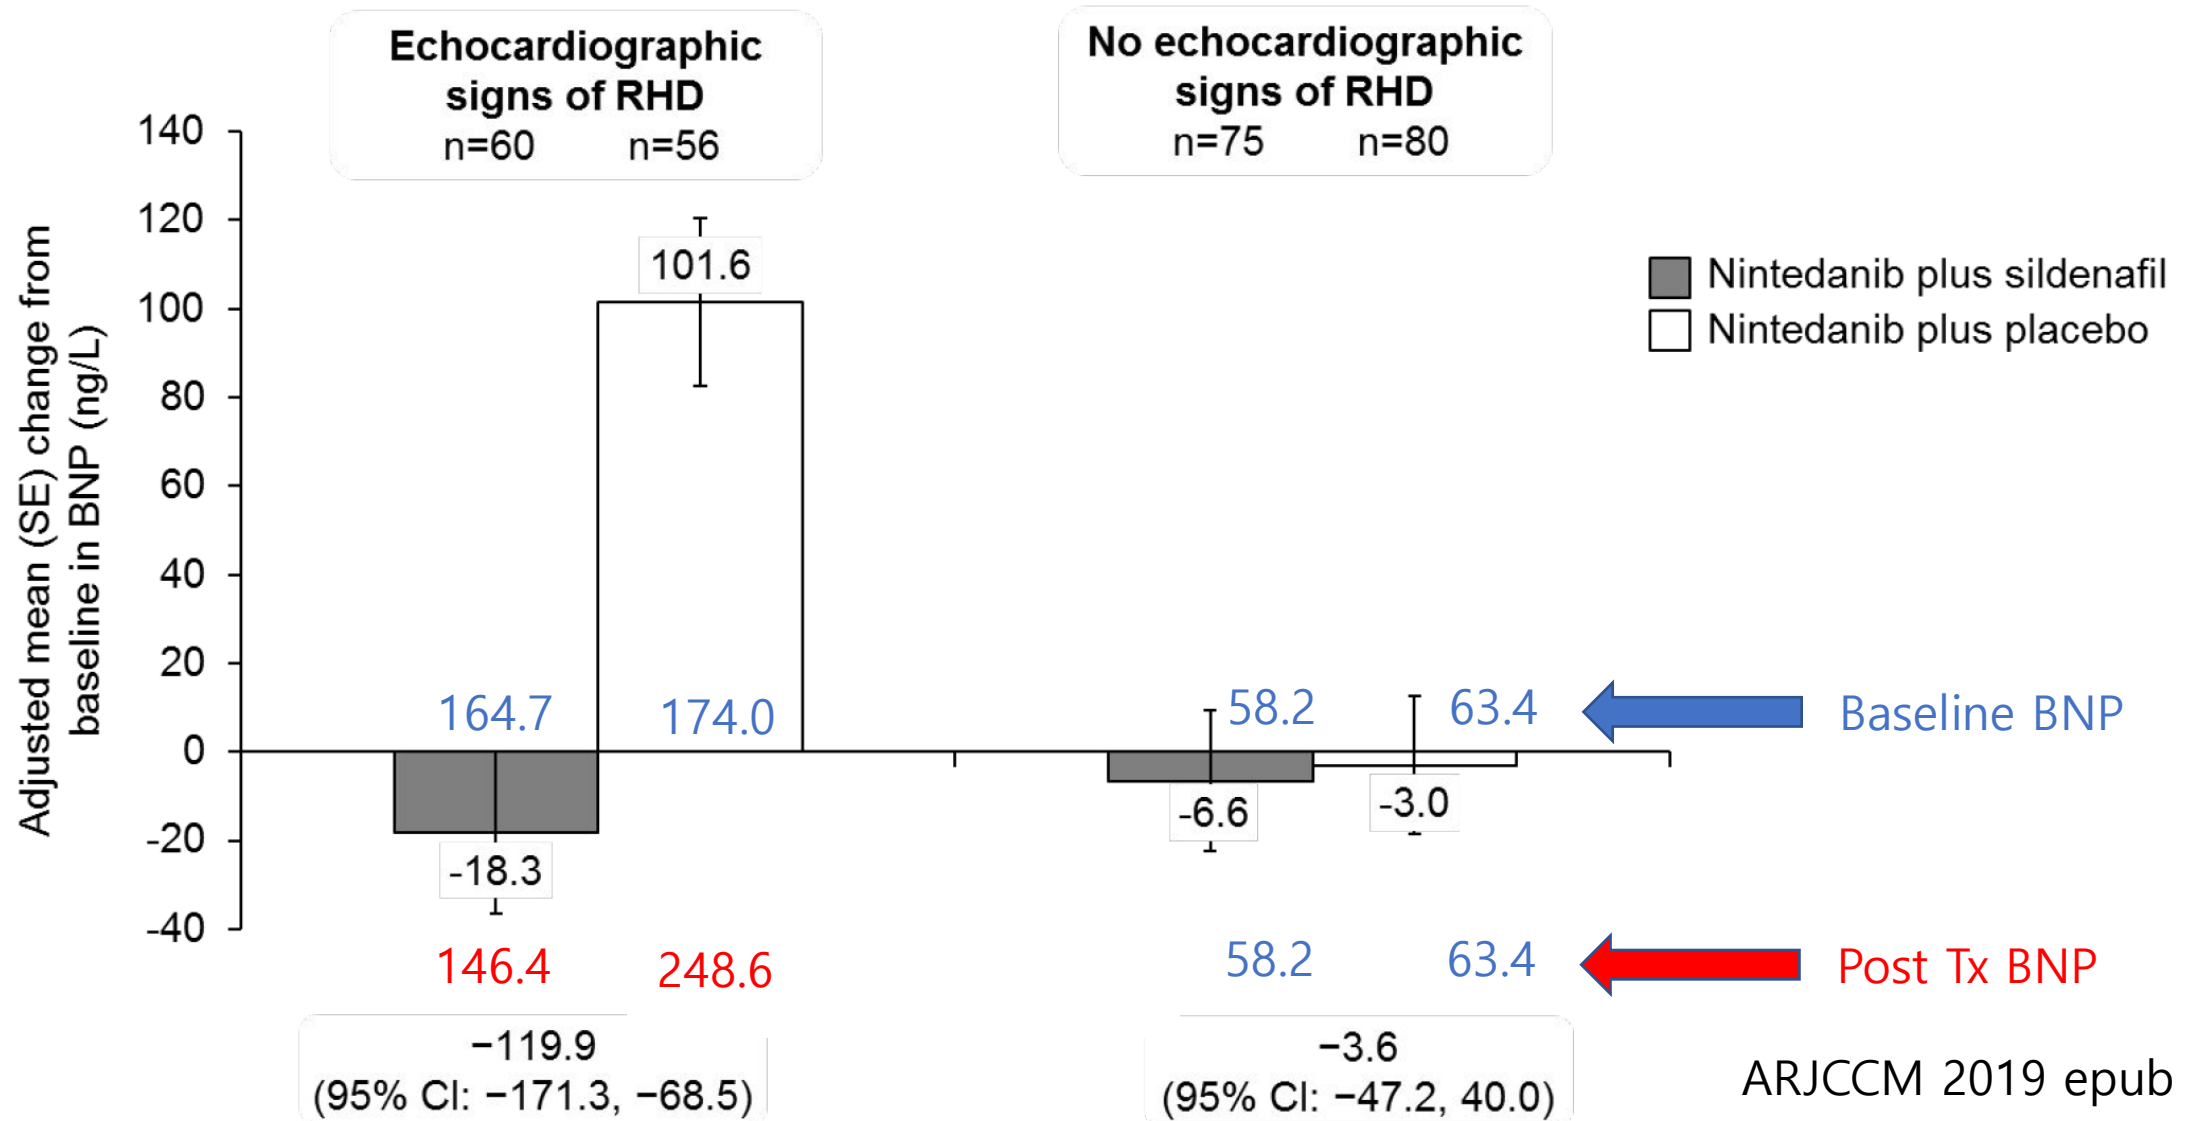 Echocardiographic
signs of RHD
n=60 n=56
No echocardiographic
signs of RHD
n=75 n=80
Adjusted mean (SE) change from
baseline in BNP (ng/L)
140
120
100
80
60
40
20
0
-20
-40
101.6
-18.3
-6.6
-3.0
Nintedanib plus sildenafil
Nintedanib plus placebo
164.7 174.0 58.2 63.4 Baseline BNP
146.4 248.6 58.2 63.4 Post Tx BNP
−119.9
(95% CI: −171.3, −68.5)
−3.6
(95% CI: −47.2, 40.0)
ARJCCM 2019 epub